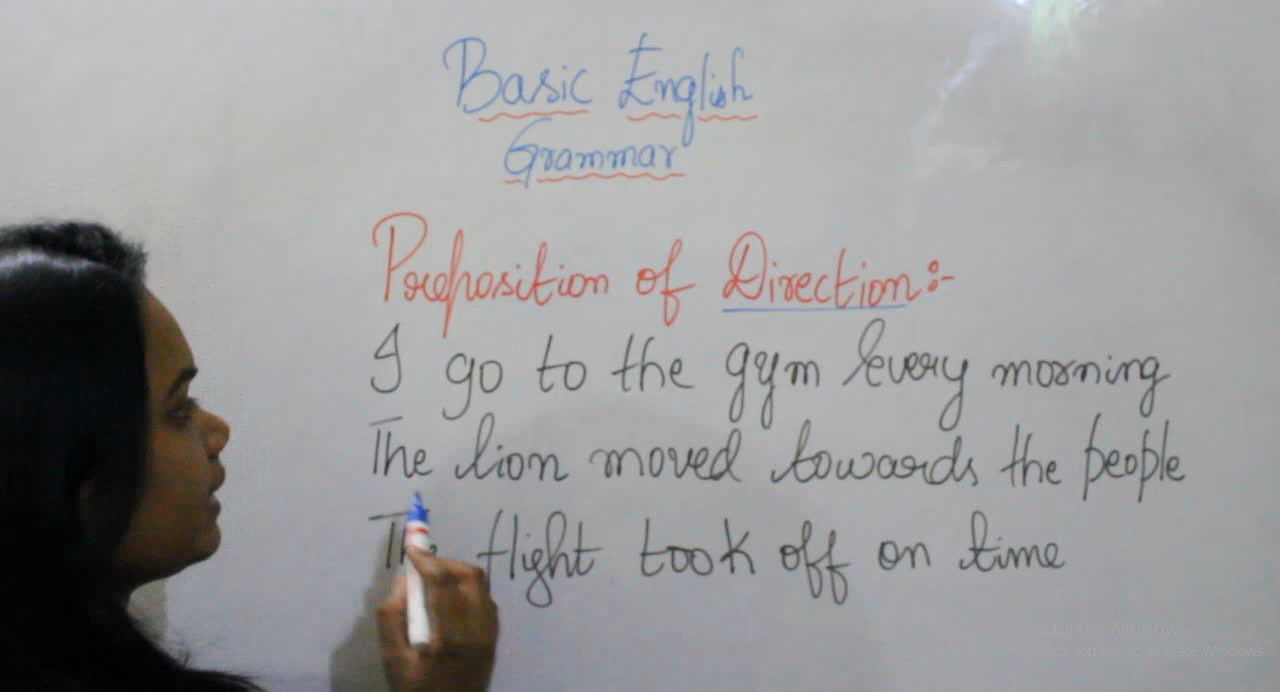 Basic English
Grammar
Preposition of Direction:-
I go to the gym every morning
The lion moved towards the people
The flight took off on time